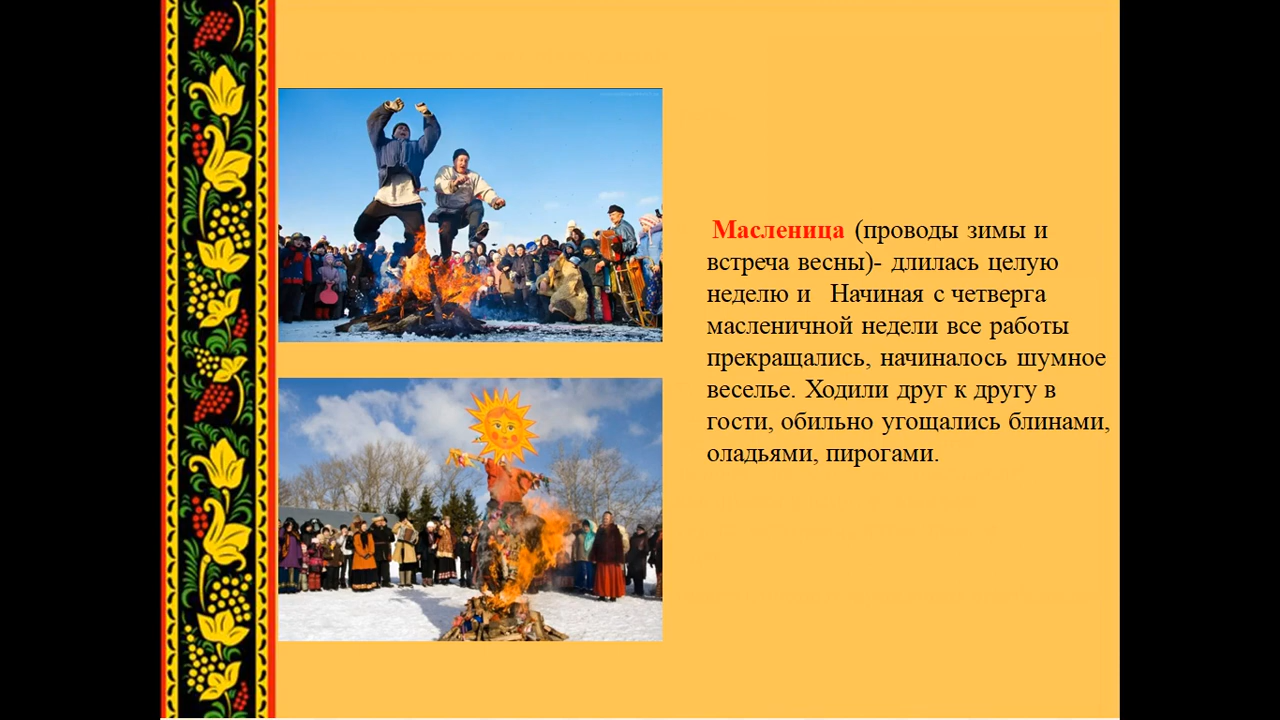 Масленица (проводы зимы и
встреча весны)- длилась целую
неделю и   Начиная с четверга
масленичной недели все работы
прекращались, начиналось шумное
веселье. Ходили друг к другу в
гости, обильно угощались блинами,
оладьями, пирогами.